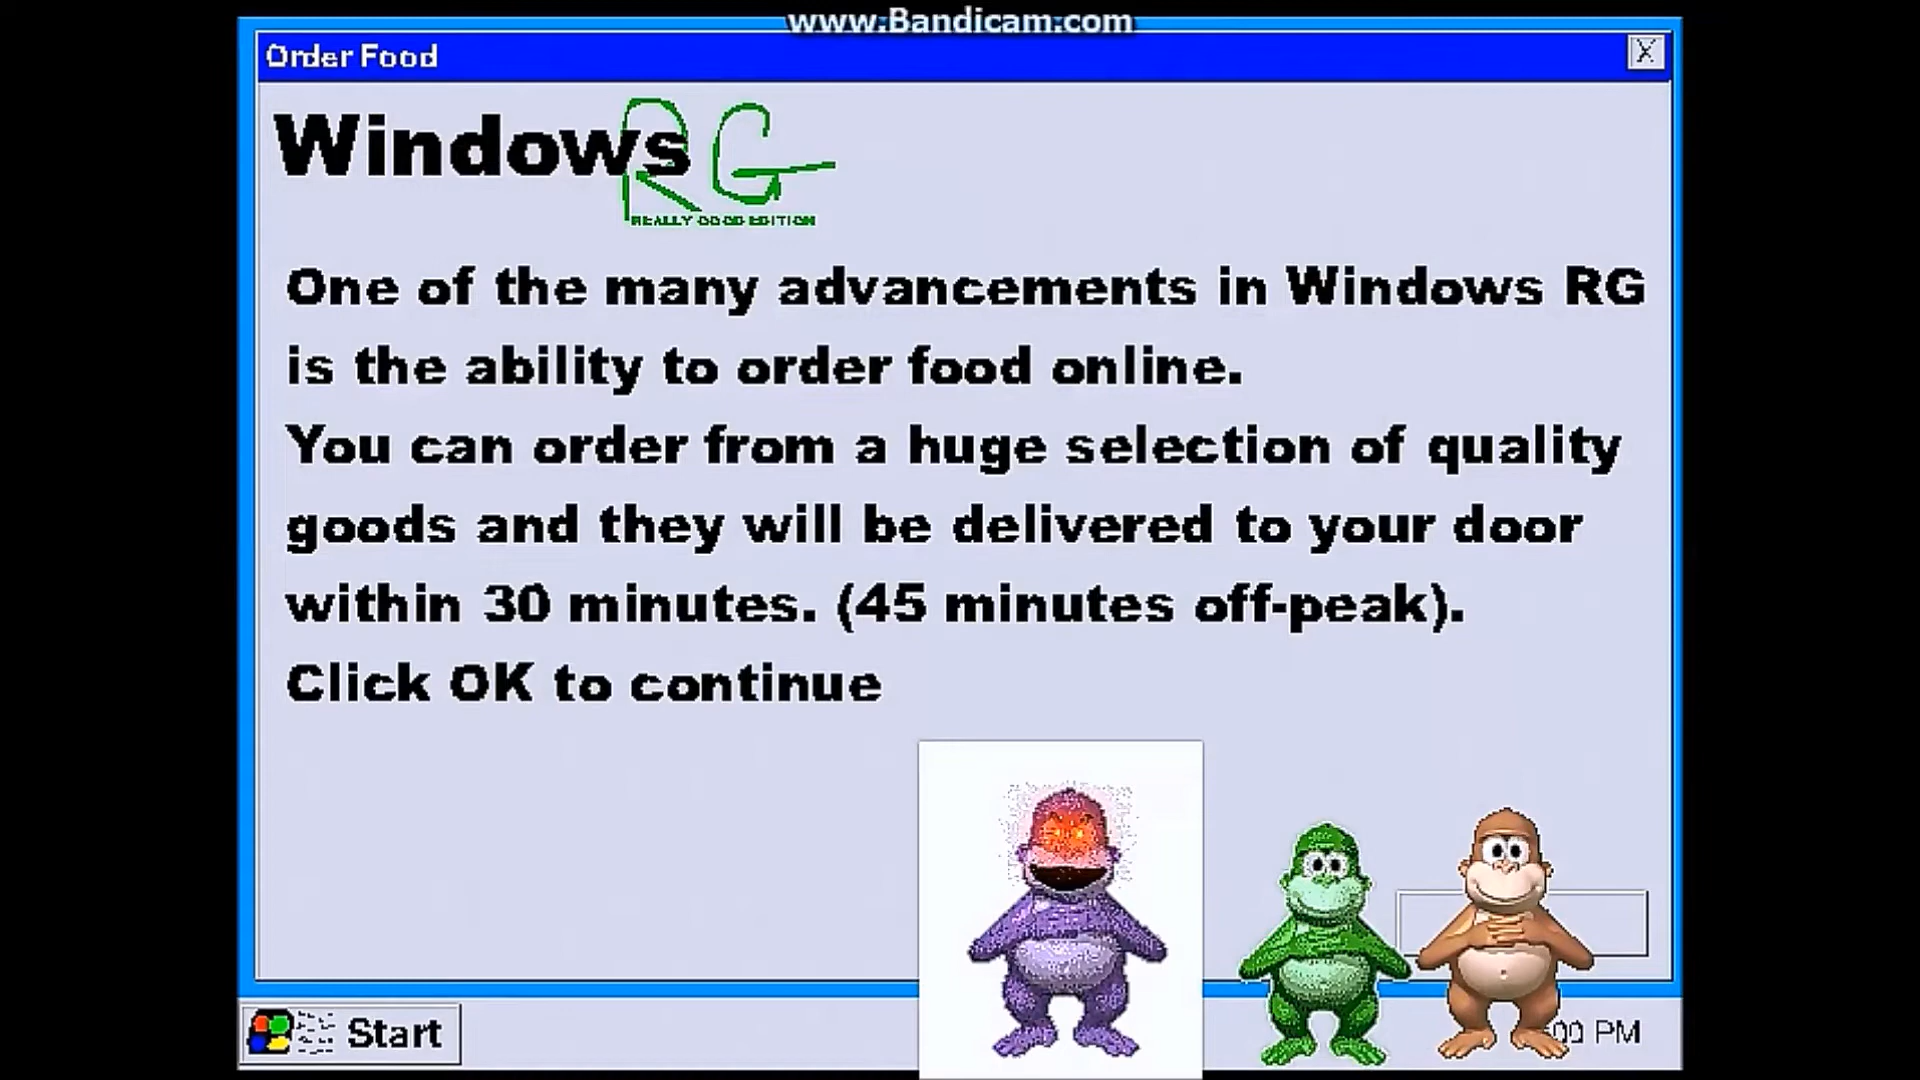 www.Bandicam.com
Order Food
X
Windows RG
REALLY GOOD EDITION
One of the many advancements in Windows RG
is the ability to order food online.
You can order from a huge selection of quality
goods and they will be delivered to your door
within 30 minutes. (45 minutes off-peak).
Click OK to continue
Start
00 PM